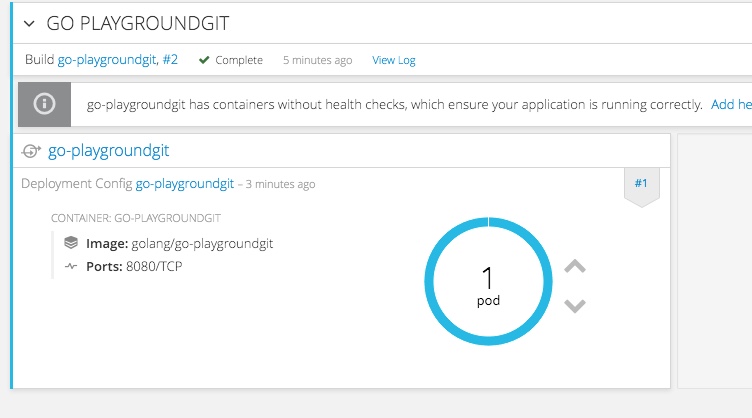 GO PLAYGROUNDGIT
Build go-playgroundgit, #2 Complete 5 minutes ago View Log
go-playgroundgit has containers without health checks, which ensure your application is running correctly. Add he
go-playgroundgit
Deployment Config go-playgroundgit – 3 minutes ago #1
CONTAINER: GO-PLAYGROUNDGIT
Image: golang/go-playgroundgit
Ports: 8080/TCP
1
pod